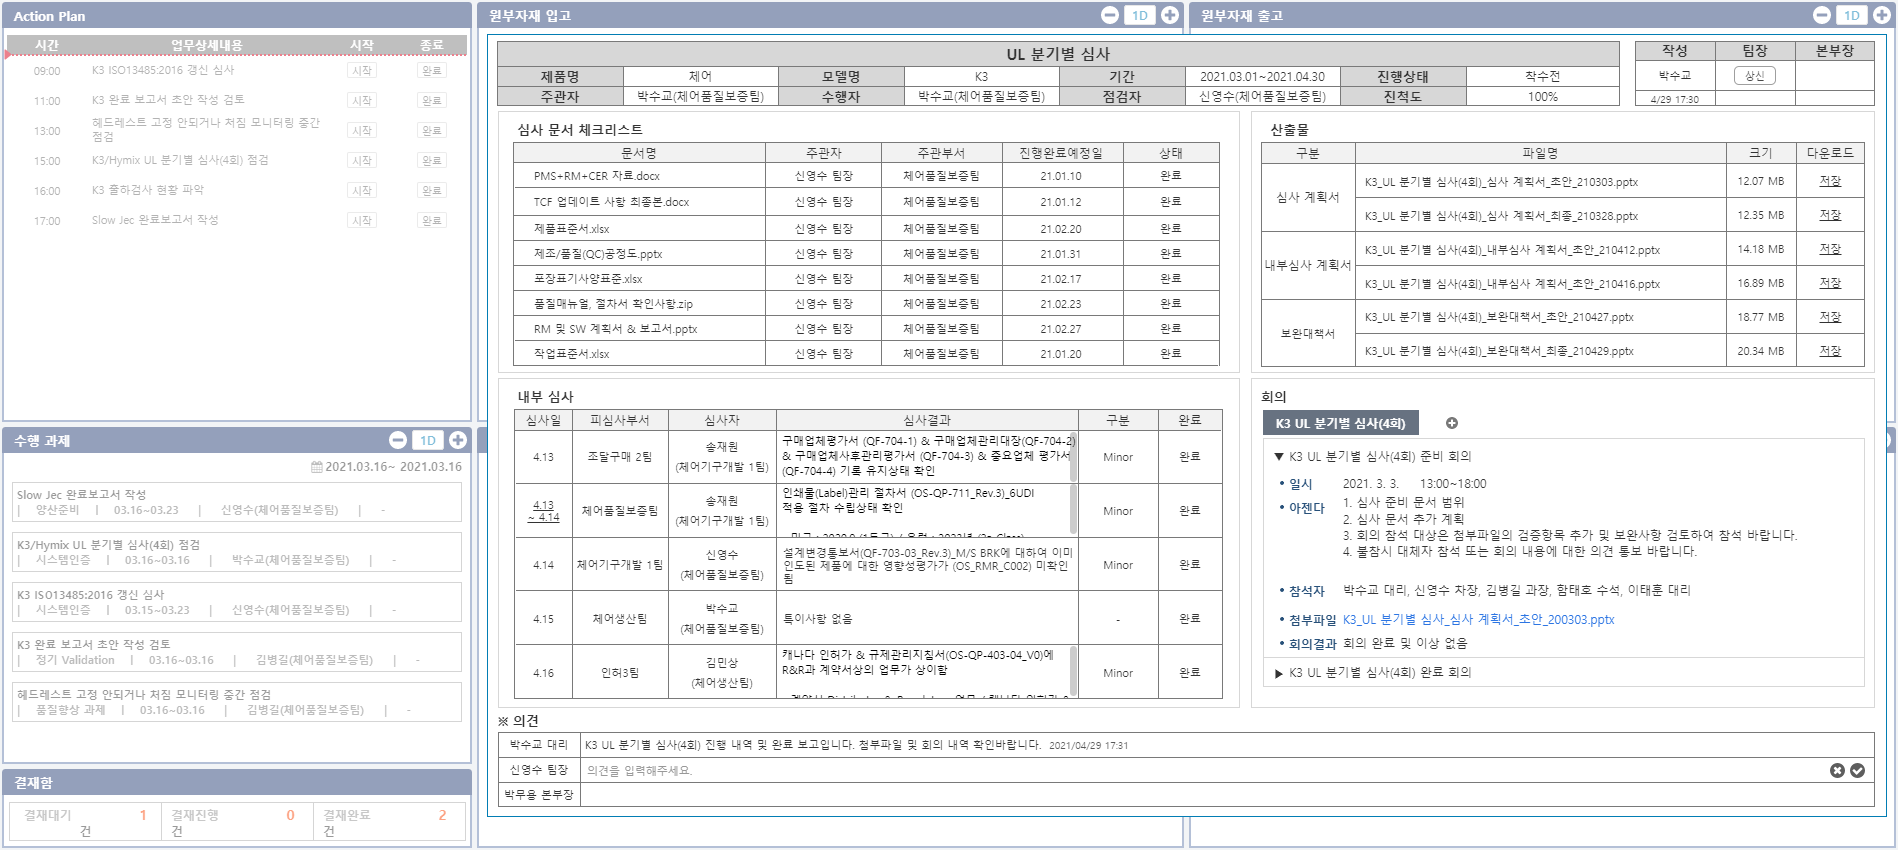 Action Plan
시간 업무상세내용 시작 종료
09:00 K3 ISO13485:2016 갱신 심사 시작 완료
11:00 K3 완료 보고서 초안 작성 검토 시작 완료
13:00 헤드레스트 고정 안되거나 처짐 모니터링 중간 점검 시작 완료
15:00 K3/Hymix UL 분기별 심사(4회) 점검 시작 완료
16:00 K3 출하검사 현황 파악 시작 완료
17:00 Slow Jec 완료보고서 작성 시작 완료
수행 과제 1D
2021.03.16~ 2021.03.16
Slow Jec 완료보고서 작성
| 양산준비 | 03.16~03.23 | 신영수(체어품질보증팀) | -
K3/Hymix UL 분기별 심사(4회) 점검
| 시스템인증 | 03.16~03.16 | 박수교(체어품질보증팀) | -
K3 ISO13485:2016 갱신 심사
| 시스템인증 | 03.15~03.23 | 신영수(체어품질보증팀) | -
K3 완료 보고서 초안 작성 검토
| 정기 Validation | 03.16~03.16 | 김병길(체어품질보증팀) | -
헤드레스트 고정 안되거나 처짐 모니터링 중간 점검
| 품질향상 과제 | 03.16~03.16 | 김병길(체어품질보증팀) | -
결재함
결재대기 1 건 결재진행 0 건 결재완료 2 건
원부자재 입고 1D
원부자재 출고 1D
UL 분기별 심사
제품명 체어 모델명 K3 기간 2021.03.01~2021.04.30 진행상태 착수전
주관자 박수교(체어품질보증팀) 수행자 박수교(체어품질보증팀) 점검자 신영수(체어품질보증팀) 진척도 100%
작성 팀장 본부장
박수교 상신
4/29 17:30
심사 문서 체크리스트
문서명 주관자 주관부서 진행완료예정일 상태
PMS+RM+CER 자료.docx 신영수 팀장 체어품질보증팀 21.01.10 완료
TCF 업데이트 사항 최종본.docx 신영수 팀장 체어품질보증팀 21.01.12 완료
제품표준서.xlsx 신영수 팀장 체어품질보증팀 21.02.20 완료
제조/품질(QC)공정도.pptx 신영수 팀장 체어품질보증팀 21.01.31 완료
포장표기사양표준.xlsx 신영수 팀장 체어품질보증팀 21.02.17 완료
품질매뉴얼, 절차서 확인사항.zip 신영수 팀장 체어품질보증팀 21.02.23 완료
RM 및 SW 계획서 & 보고서.pptx 신영수 팀장 체어품질보증팀 21.02.27 완료
작업표준서.xlsx 신영수 팀장 체어품질보증팀 21.01.20 완료
산출물
구분 파일명 크기 다운로드
심사 계획서
K3_UL 분기별 심사(4회)_심사 계획서_초안_210303.pptx 12.07 MB 저장
K3_UL 분기별 심사(4회)_심사 계획서_최종_210328.pptx 12.35 MB 저장
내부심사 계획서
K3_UL 분기별 심사(4회)_내부심사 계획서_초안_210412.pptx 14.18 MB 저장
K3_UL 분기별 심사(4회)_내부심사 계획서_초안_210416.pptx 16.89 MB 저장
보완대책서
K3_UL 분기별 심사(4회)_보완대책서_초안_210427.pptx 18.77 MB 저장
K3_UL 분기별 심사(4회)_보완대책서_최종_210429.pptx 20.34 MB 저장
내부 심사
심사일 피심사부서 심사자 심사결과 구분 완료
4.13 조달구매 2팀 송재원 (체어기구개발 1팀) 구매업체평가서 (QF-704-1) & 구매업체관리대장(QF-704-2) & 구매업체사후관리평가서 (QF-704-3) & 중요업체 평가서 (QF-704-4) 기록 유지상태 확인 Minor 완료
4.13 ~ 4.14 체어품질보증팀 송재원 (체어기구개발 1팀) 인쇄물(Label)관리 절차서 (OS-QP-711_Rev.3)_6UDI 적용 절차 수립상태 확인 Minor 완료
4.14 체어기구개발 1팀 신영수 (체어품질보증팀) 설계변경통보서(QF-703-03_Rev.3)_M/S BRK에 대하여 이미 인도된 제품에 대한 영향성평가가 (OS_RMR_C002) 미확인됨 Minor 완료
4.15 체어생산팀 박수교 (체어품질보증팀) 특이사항 없음 - 완료
4.16 인허3팀 김민상 (체어생산팀) 캐나다 인허가 & 규제관리지침서(OS-QP-403-04_V0)에 R&R과 계약서상의 업무가 상이함 Minor 완료
회의
K3 UL 분기별 심사(4회)
▼ K3 UL 분기별 심사(4회) 준비 회의
• 일시 2021. 3. 3. 13:00~18:00
• 아젠다 1. 심사 준비 문서 범위
2. 심사 문서 추가 계획
3. 회의 참석 대상은 첨부파일의 검증항목 추가 및 보완사항 검토하여 참석 바랍니다.
4. 불참시 대체자 참석 또는 회의 내용에 대한 의견 통보 바랍니다.
• 참석자 박수교 대리, 신영수 차장, 김병길 과장, 함태호 수석, 이태훈 대리
• 첨부파일 K3_UL 분기별 심사_심사 계획서_초안_200303.pptx
• 회의결과 회의 완료 및 이상 없음
▶ K3 UL 분기별 심사(4회) 완료 회의
※ 의견
박수교 대리 K3 UL 분기별 심사(4회) 진행 내역 및 완료 보고입니다. 첨부파일 및 회의 내역 확인바랍니다. 2021/04/29 17:31
신영수 팀장 의견을 입력해주세요.
박무용 본부장